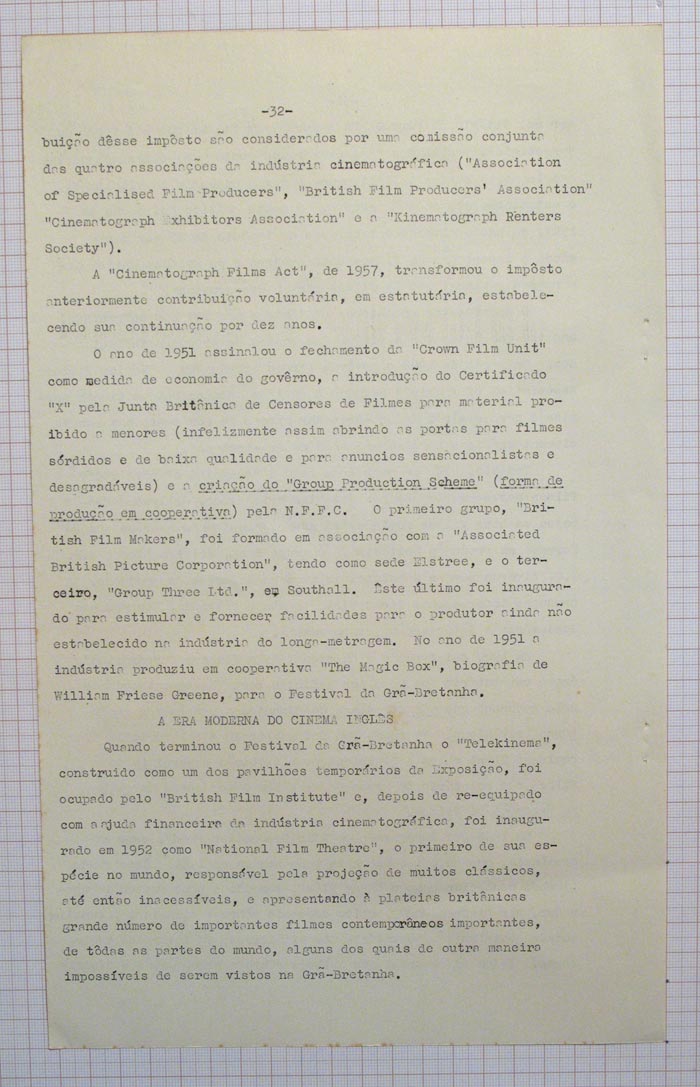 -32-
buição dêsse impôsto são considerados por uma comissão conjunta
das quatro associações da indústria cinematográfica ("Association
of Specialised Film Producers", "British Film Producers' Association"
"Cinematograph Exhibitors Association" e a "Kinematograph Renters
Society").
A "Cinematograph Films Act", de 1957, transformou o impôsto
anteriormente contribuição voluntária, em estatutária, estabele-
cendo sua continuação por dez anos.
O ano de 1951 assinalou o fechamento da "Crown Film Unit"
como medida de economia do govêrno, a introdução do Certificado
"X" pela Junta Britânica de Censores de Filmes para material pro-
ibido a menores (infelizmente assim abrindo as portas para filmes
sórdidos e de baixa qualidade e para anuncios sensacionalistas e
desagradáveis) e a criação do "Group Production Scheme" (forma de
produção em cooperativa) pela N.F.F.C. O primeiro grupo, "Bri-
tish Film Makers", foi formado em associação com a "Associated
British Picture Corporation", tendo como sede Elstree, e o ter-
ceiro, "Group Three Ltd.", em Southall. Êste último foi inaugura-
do para estimular e fornecer facilidades para o produtor ainda não
estabelecido na indústria do longa-metragem. No ano de 1951 a
indústria produziu em cooperativa "The Magic Box", biografia de
William Friese Greene, para o Festival da Grã-Bretanha.
A ERA MODERNA DO CINEMA INGLÊS
Quando terminou o Festival da Grã-Bretanha o "Telekinema",
construido como um dos pavilhões temporários da Exposição, foi
ocupado pelo "British Film Institute" e, depois de re-equipado
com aajuda financeira da indústria cinematográfica, foi inaugu-
rado em 1952 como "National Film Theatre", o primeiro de sua es-
pécie no mundo, responsável pela projeção de muitos clássicos,
até então inacessíveis, e apresentando à plateias britânicas
grande número de importantes filmes contemporâneos importantes,
de tôdas as partes do mundo, alguns dos quais de outra maneira
impossíveis de serem vistos na Grã-Bretanha.